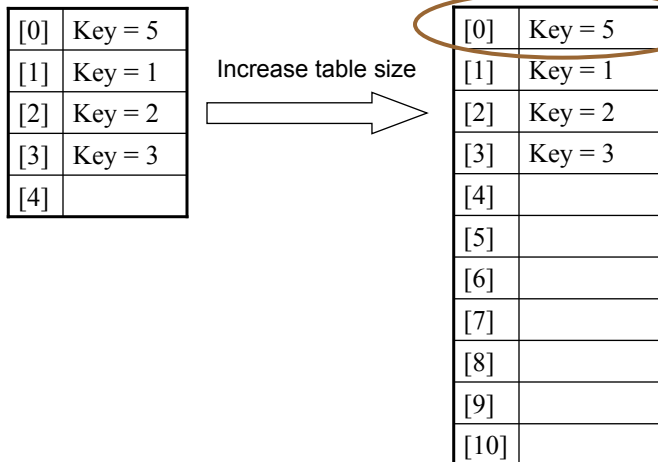 [0] Key = 5
[1] Key = 1
[2] Key = 2
[3] Key = 3
[4]
Increase table size
[0] Key = 5
[1] Key = 1
[2] Key = 2
[3] Key = 3
[4]
[5]
[6]
[7]
[8]
[9]
[10]